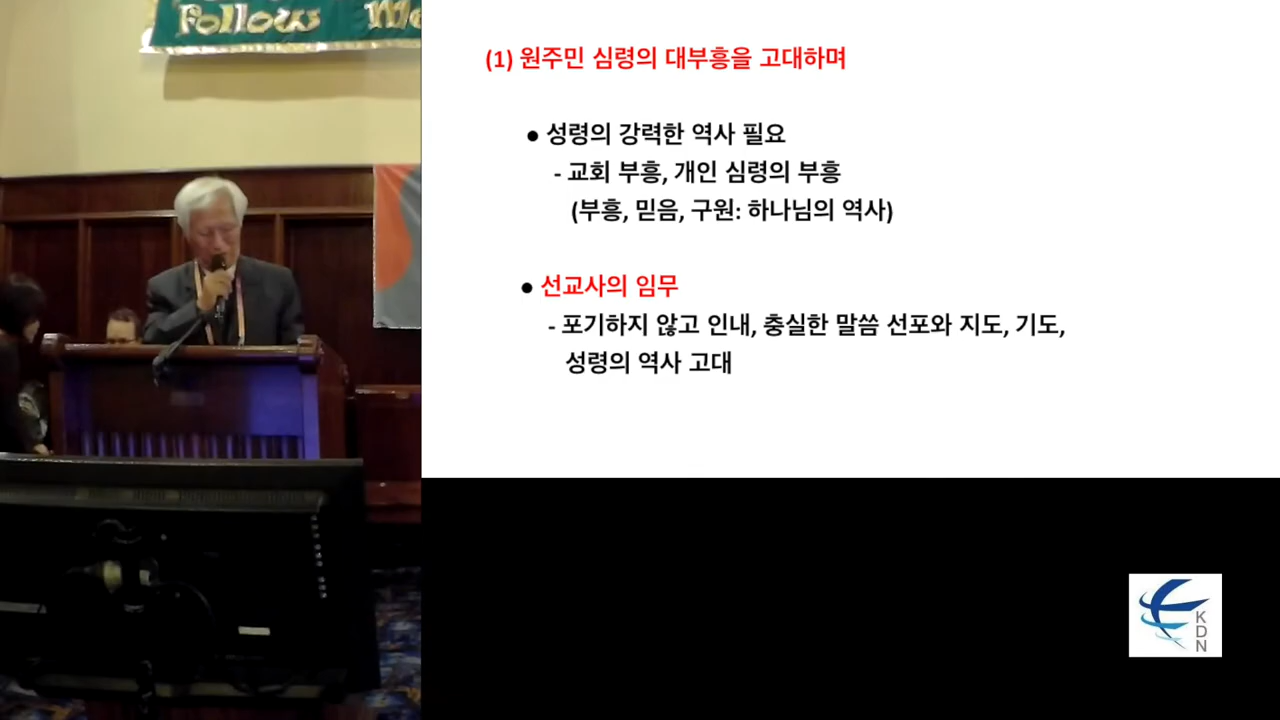 Follow Me
(1) 원주민 심령의 대부흥을 고대하며
● 성령의 강력한 역사 필요
- 교회 부흥, 개인 심령의 부흥
(부흥, 믿음, 구원: 하나님의 역사)
● 선교사의 임무
- 포기하지 않고 인내, 충실한 말씀 선포와 지도, 기도,
성령의 역사 고대
KDN